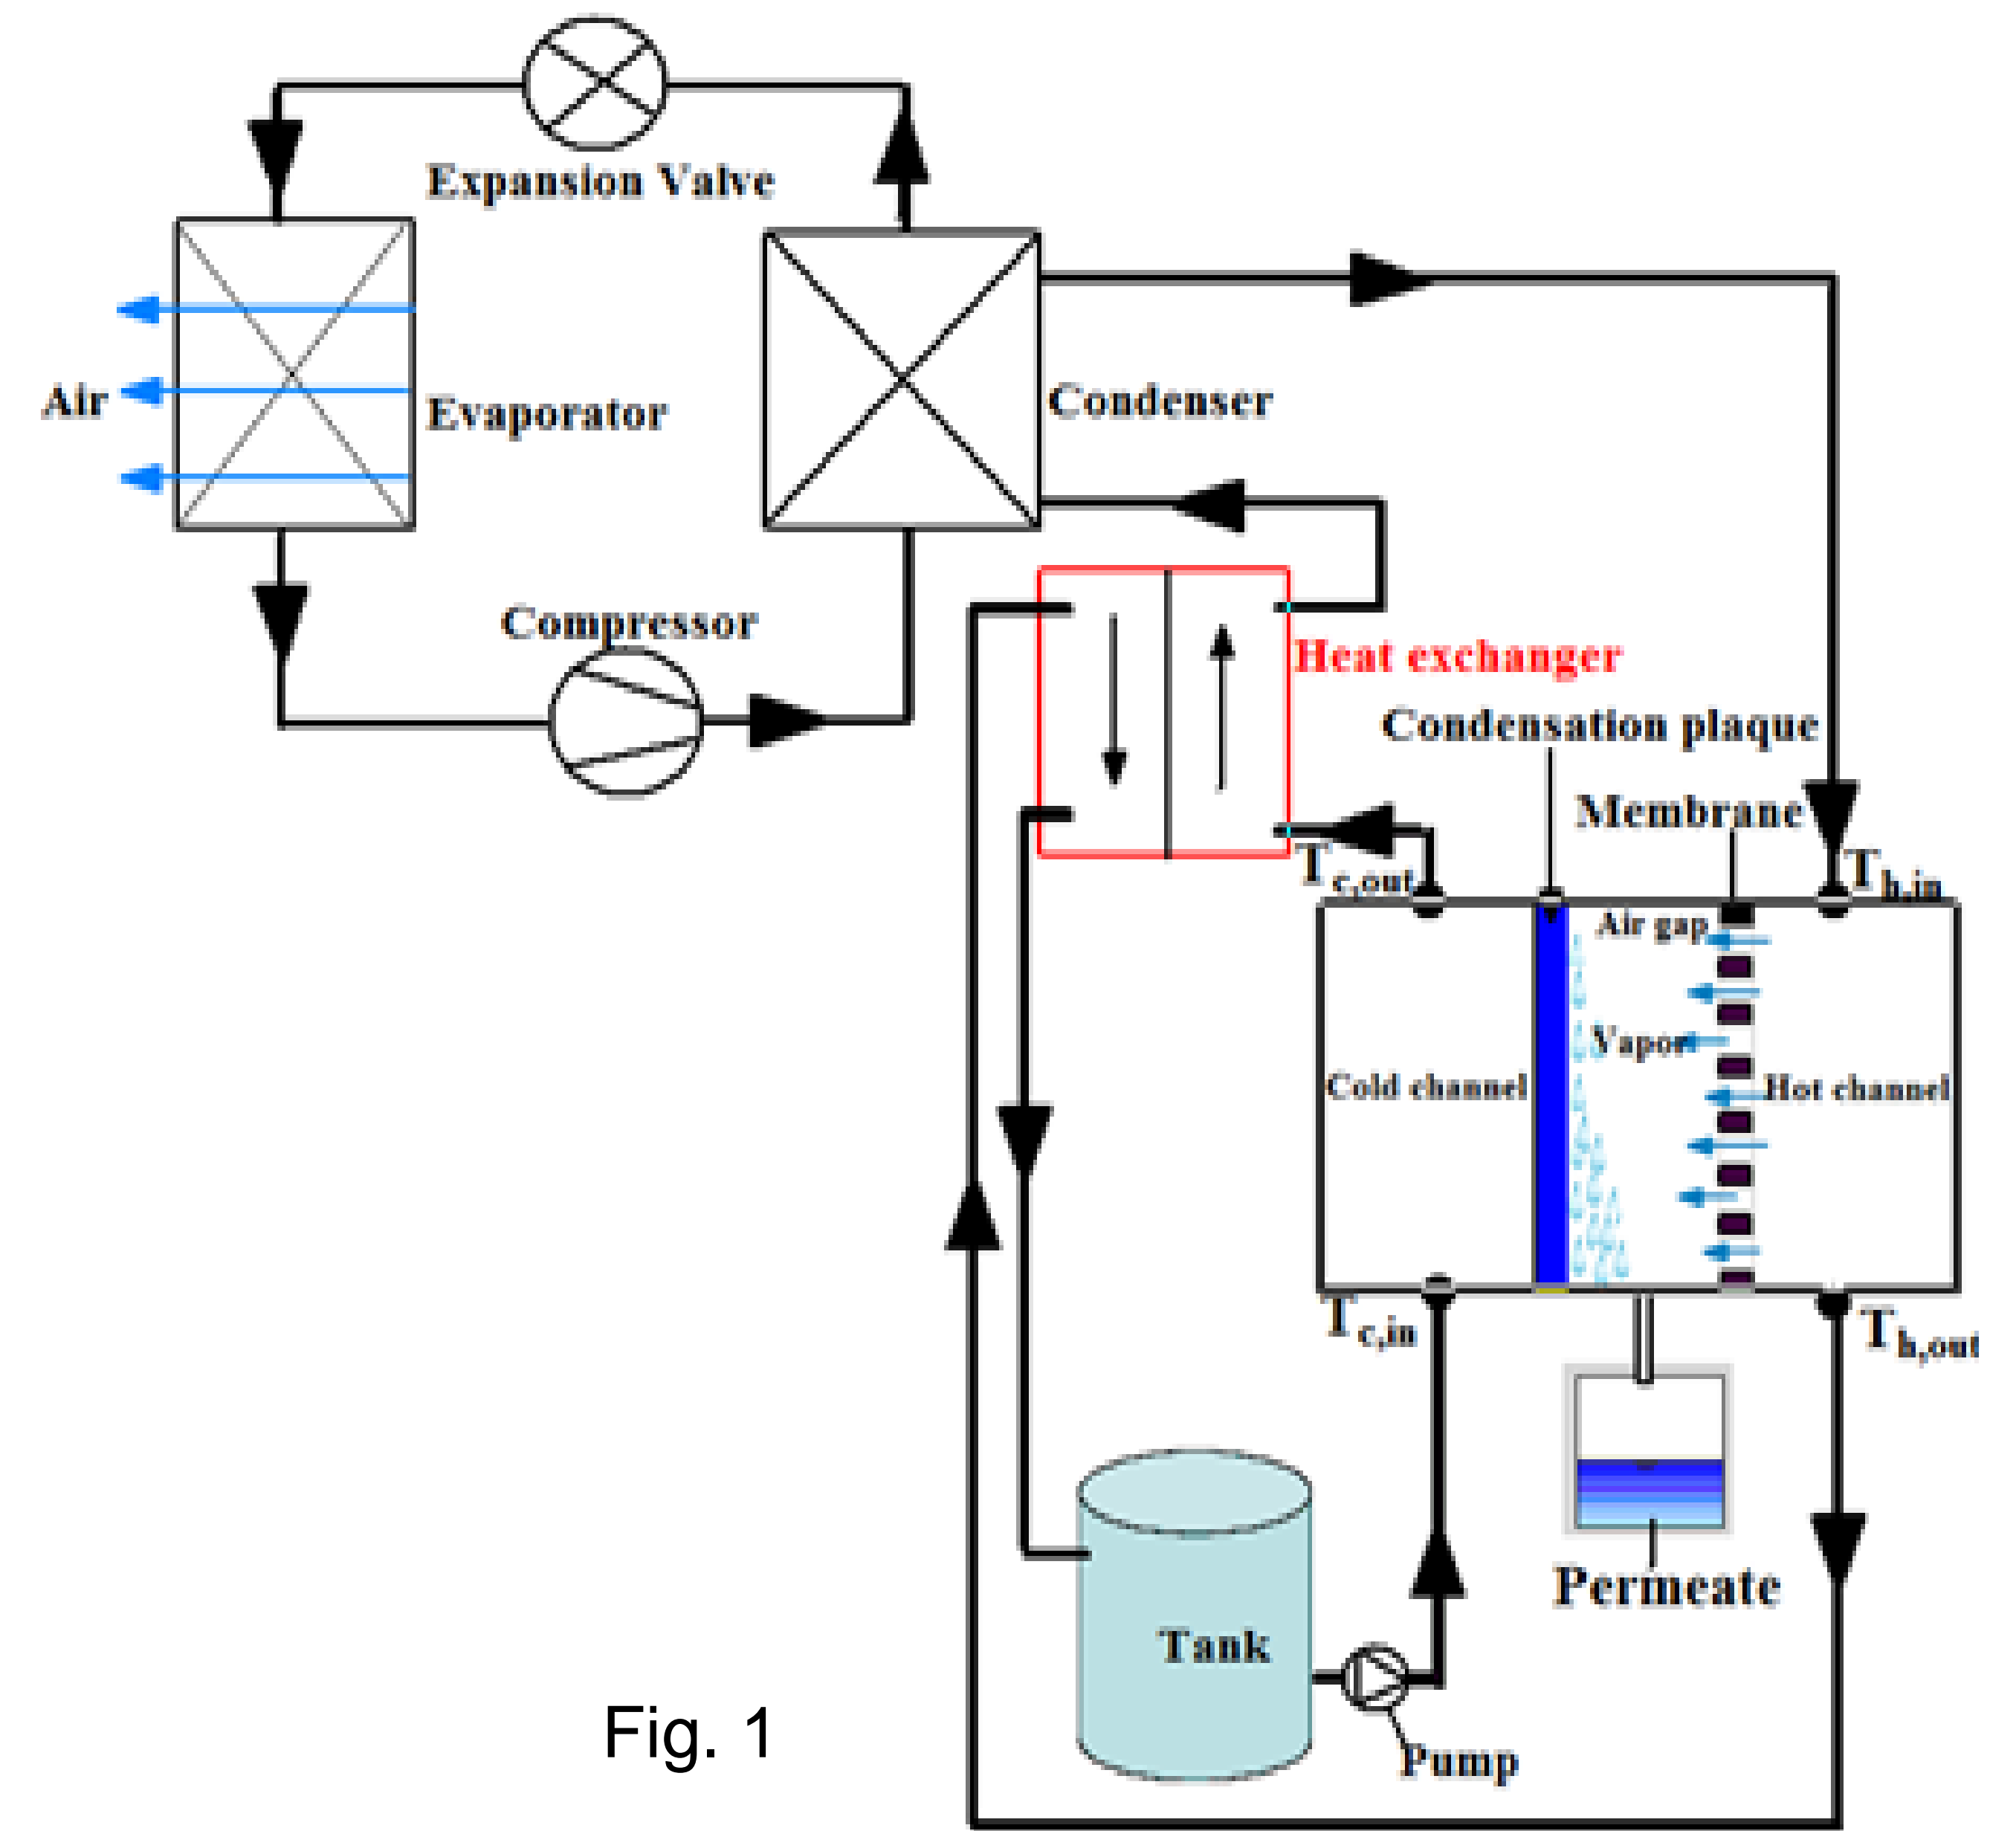 Expansion Valve
Air
Evaporator
Condenser
Compressor
Heat exchanger
Condensation plaque
Membrane
Tc,out
Th,in
Air gap
Vapor
Cold channel
Hot channel
Tc,in
Th,out
Permeate
Tank
Pump
Fig. 1